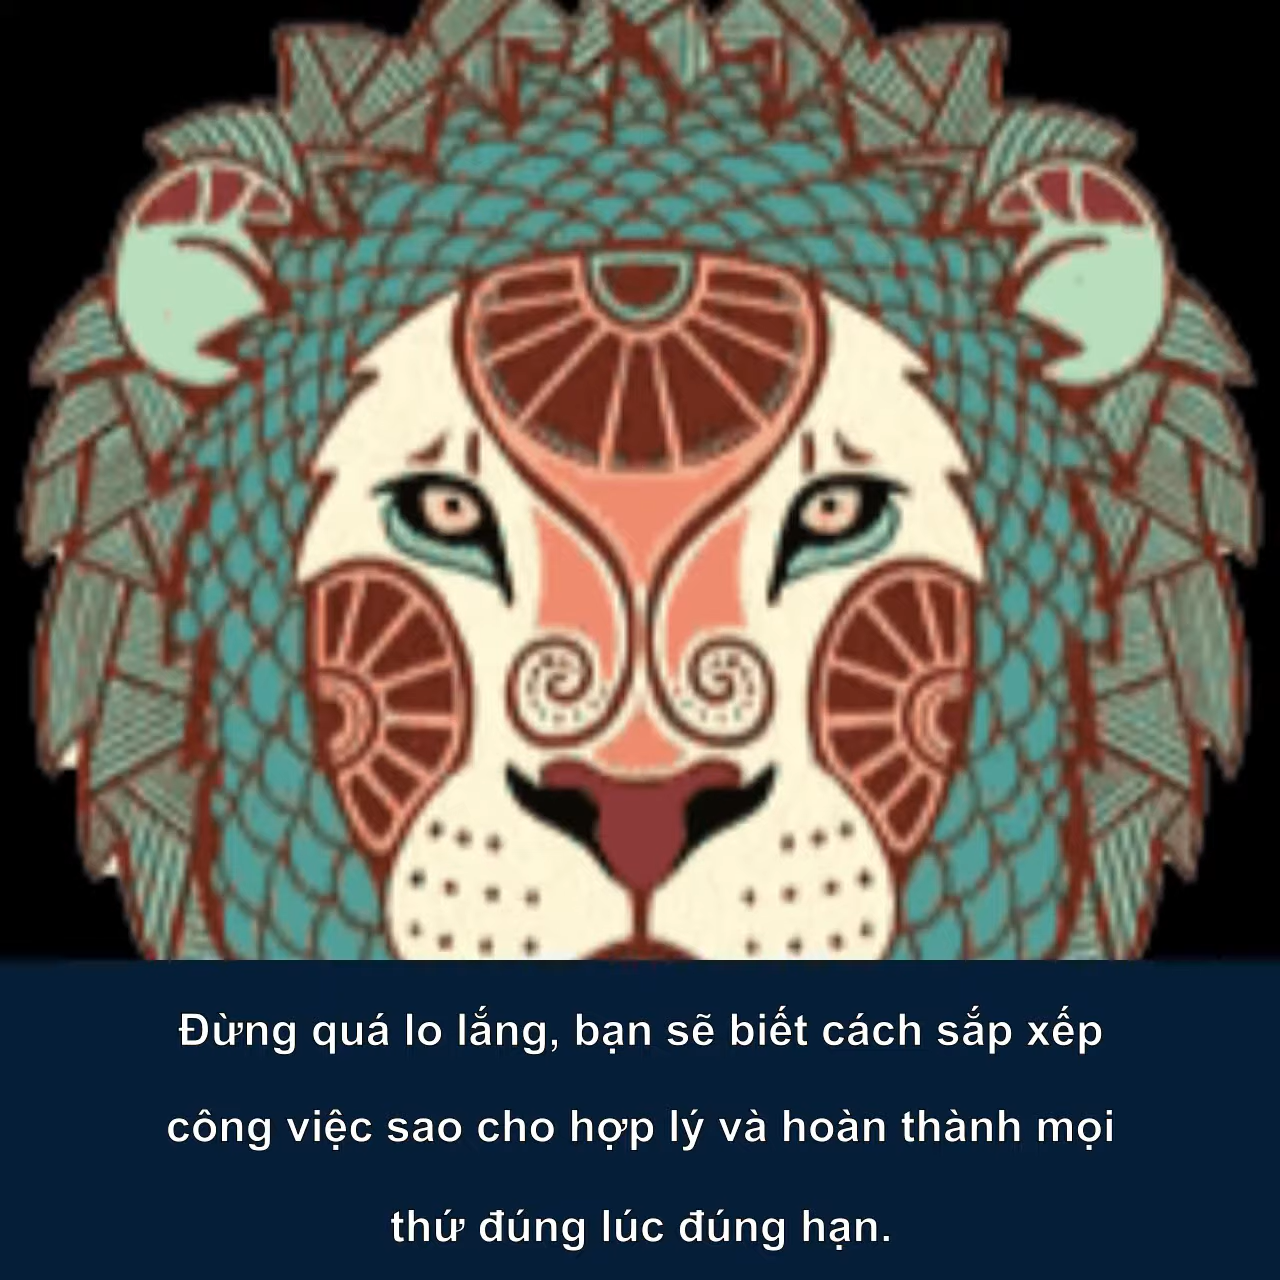 Đừng quá lo lắng, bạn sẽ biết cách sắp xếp
công việc sao cho hợp lý và hoàn thành mọi
thứ đúng lúc đúng hạn.